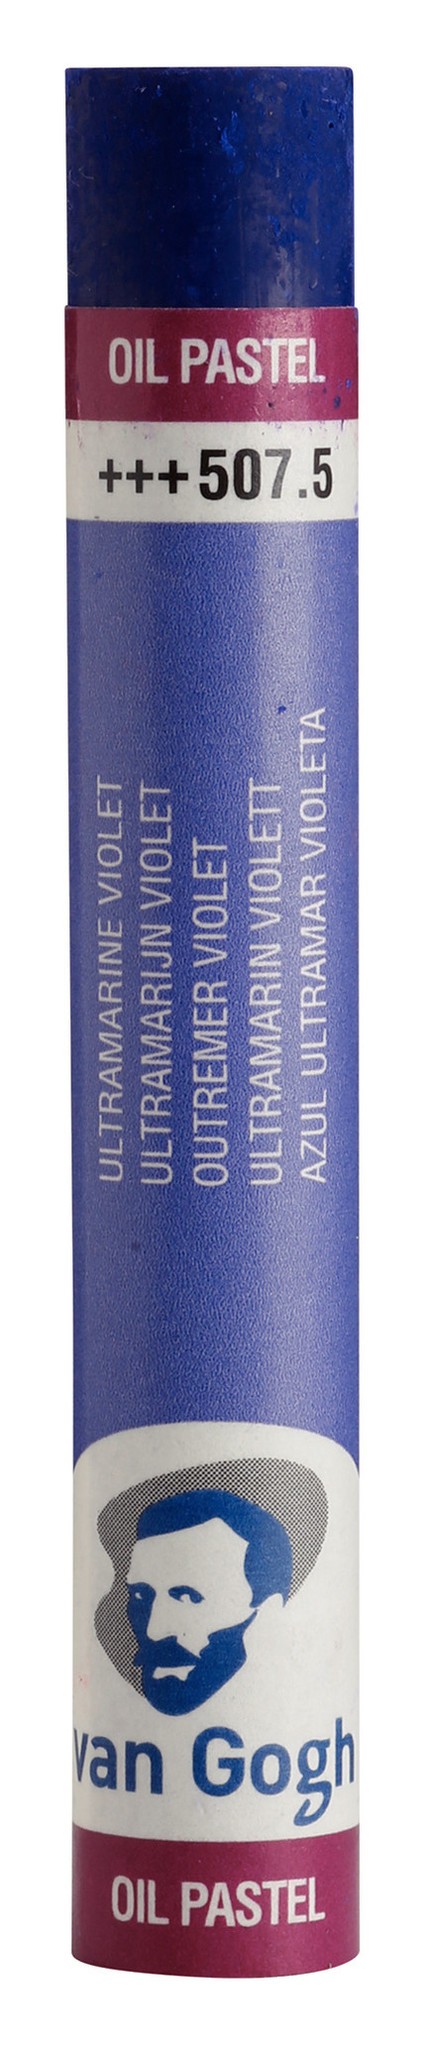 OIL PASTEL
+++507.5
ULTRAMARINE VIOLET
ULTRAMARIJN VIOLET
OUTREMER VIOLET
ULTRAMARIN VIOLETT
AZUL ULTRAMAR VIOLETA
van Gogh
OIL PASTEL